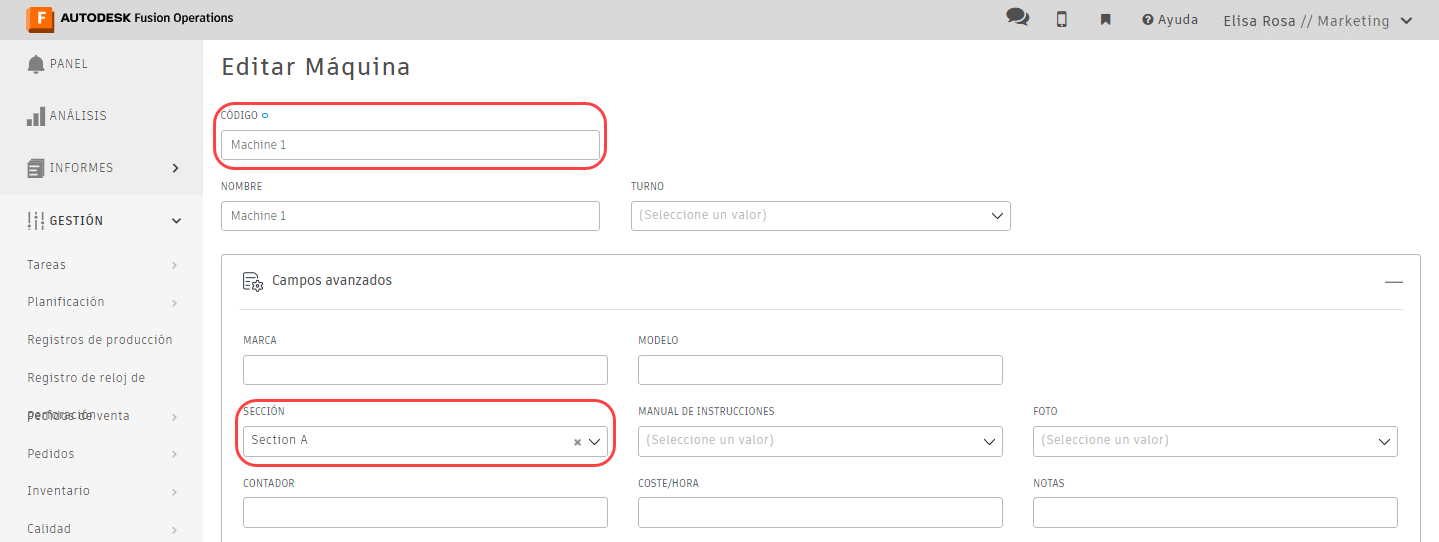 F AUTODESK Fusion Operations
Ayuda
Elisa Rosa // Marketing
PANEL
ANÁLISIS
INFORMES
GESTIÓN
Tareas
Planificación
Registros de producción
Registro de reloj de
perforación
Pedidos de venta
Pedidos
Inventario
Calidad
Editar Máquina
CÓDIGO
Machine 1
NOMBRE
TURNO
Machine 1
(Seleccione un valor)
Campos avanzados
MARCA
MODELO
SECCIÓN
MANUAL DE INSTRUCCIONES
FOTO
Section A
(Seleccione un valor)
(Seleccione un valor)
CONTADOR
COSTE/HORA
NOTAS